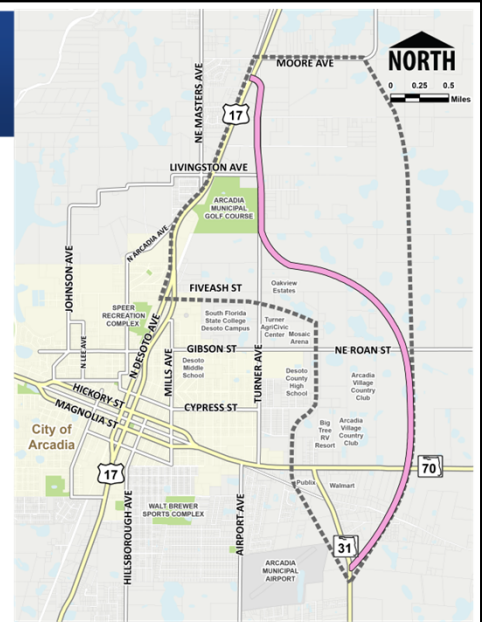 MOORE AVE
NORTH
0 0.25 0.5
Miles
NE MASTERS AVE
17
LIVINGSTON AVE
ARCADIA
MUNICIPAL
GOLF COURSE
N ARCADIA AVE
JOHNSON AVE
FIVEASH ST
Oakview
Estates
SPEER
RECREATION
COMPLEX
South Florida
State College
Desoto Campus
Turner
AgriCivic
Center
Mosaic
Arena
N DESOTO AVE
N LEE AVE
GIBSON ST
NE ROAN ST
MILLS AVE
Desoto
Middle
School
TURNER AVE
Desoto
County
High
School
Arcadia
Village
Country
Club
HICKORY ST
CYPRESS ST
MAGNOLIA ST
City of
Arcadia
Big
Tree
RV
Resort
Arcadia
Village
Country
Club
17
70
Publix
Walmart
HILLSBOROUGH AVE
WALT BREWER
SPORTS COMPLEX
AIRPORT AVE
31
ARCADIA
MUNICIPAL
AIRPORT